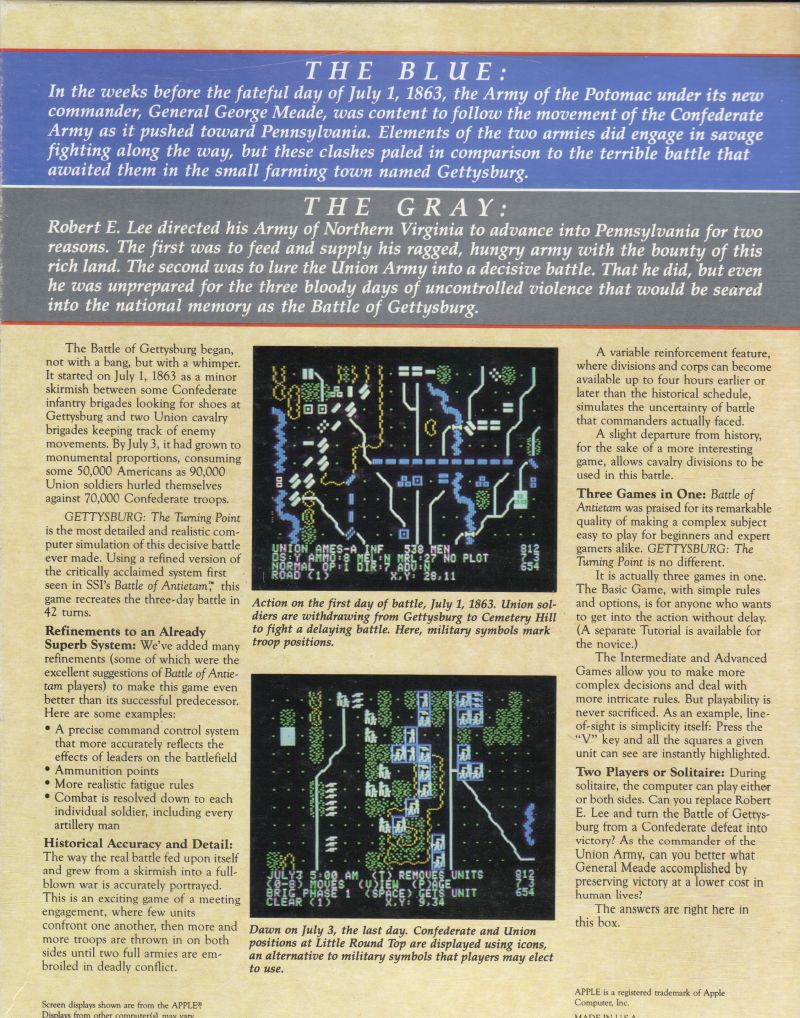 THE BLUE:
In the weeks before the fateful day of July 1, 1863, the Army of the Potomac under its new
commander, General George Meade, was content to follow the movement of the Confederate
Army as it pushed toward Pennsylvania. Elements of the two armies did engage in savage
fighting along the way, but these clashes paled in comparison to the terrible battle that
awaited them in the small farming town named Gettysburg.
THE GRAY:
Robert E. Lee directed his Army of Northern Virginia to advance into Pennsylvania for two
reasons. The first was to feed and supply his ragged, hungry army with the bounty of this
rich land. The second was to lure the Union Army into a decisive battle. That he did, but even
he was unprepared for the three bloody days of uncontrolled violence that would be seared
into the national memory as the Battle of Gettysburg.
The Battle of Gettysburg began,
not with a bang, but with a whimper.
It started on July 1, 1863 as a minor
skirmish between some Confederate
infantry brigades looking for shoes at
Gettysburg and two Union cavalry
brigades keeping track of enemy
movements. By July 3, it had grown to
monumental proportions, consuming
some 50,000 Americans as 90,000
Union soldiers hurled themselves
against 70,000 Confederate troops.
GETTYSBURG: The Turning Point
is the most detailed and realistic com-
puter simulation of this decisive battle
ever made. Using a refined version of
the critically acclaimed system first
seen in SSI's Battle of Antietam,™ this
game recreates the three-day battle in
42 turns.
Refinements to an Already
Superb System: We've added many
refinements (some of which were the
excellent suggestions of Battle of Antie-
tam players) to make this game even
better than its successful predecessor.
Here are some examples:
• A precise command control system
that more accurately reflects the
effects of leaders on the battlefield
• Ammunition points
• More realistic fatigue rules
• Combat is resolved down to each
individual soldier, including every
artillery man
Historical Accuracy and Detail:
The way the real battle fed upon itself
and grew from a skirmish into a full-
blown war is accurately portrayed.
This is an exciting game of a meeting
engagement, where few units
confront one another, then more and
more troops are thrown in on both
sides until two full armies are em-
broiled in deadly conflict.
Screen displays shown are from the APPLE®
Displays from other computer(s) may vary.
UNION AMES-A INF 538 MEN 812
DS:Y AMMO:8 MEL:N MRL:27 NO PLOT 7 3
NORMAL OP:1 DIR:7 ADV:N 654
ROAD (1) X,Y: 28,11
Action on the first day of battle, July 1, 1863. Union sol-
diers are withdrawing from Gettysburg to Cemetery Hill
to fight a delaying battle. Here, military symbols mark
troop positions.
JULY3 5:00 AM (T) REMOVES UNITS 812
(0-8) MOVES (V)IEW (P)AGE 7 3
BRIG PHASE 1 (SPACE) GETS UNIT 654
CLEAR (1) X,Y: 9,34
Dawn on July 3, the last day. Confederate and Union
positions at Little Round Top are displayed using icons,
an alternative to military symbols that players may elect
to use.
A variable reinforcement feature,
where divisions and corps can become
available up to four hours earlier or
later than the historical schedule,
simulates the uncertainty of battle
that commanders actually faced.
A slight departure from history,
for the sake of a more interesting
game, allows cavalry divisions to be
used in this battle.
Three Games in One: Battle of
Antietam was praised for its remarkable
quality of making a complex subject
easy to play for beginners and expert
gamers alike. GETTYSBURG: The
Turning Point is no different.
It is actually three games in one.
The Basic Game, with simple rules
and options, is for anyone who wants
to get into the action without delay.
(A separate Tutorial is available for
the novice.)
The Intermediate and Advanced
Games allow you to make more
complex decisions and deal with
more intricate rules. But playability is
never sacrificed. As an example, line-
of-sight is simplicity itself: Press the
"V" key and all the squares a given
unit can see are instantly highlighted.
Two Players or Solitaire: During
solitaire, the computer can play either
or both sides. Can you replace Robert
E. Lee and turn the Battle of Gettys-
burg from a Confederate defeat into
victory? As the commander of the
Union Army, can you better what
General Meade accomplished by
preserving victory at a lower cost in
human lives?
The answers are right here in
this box.
APPLE is a registered trademark of Apple
Computer, Inc.
MADE IN U.S.A.